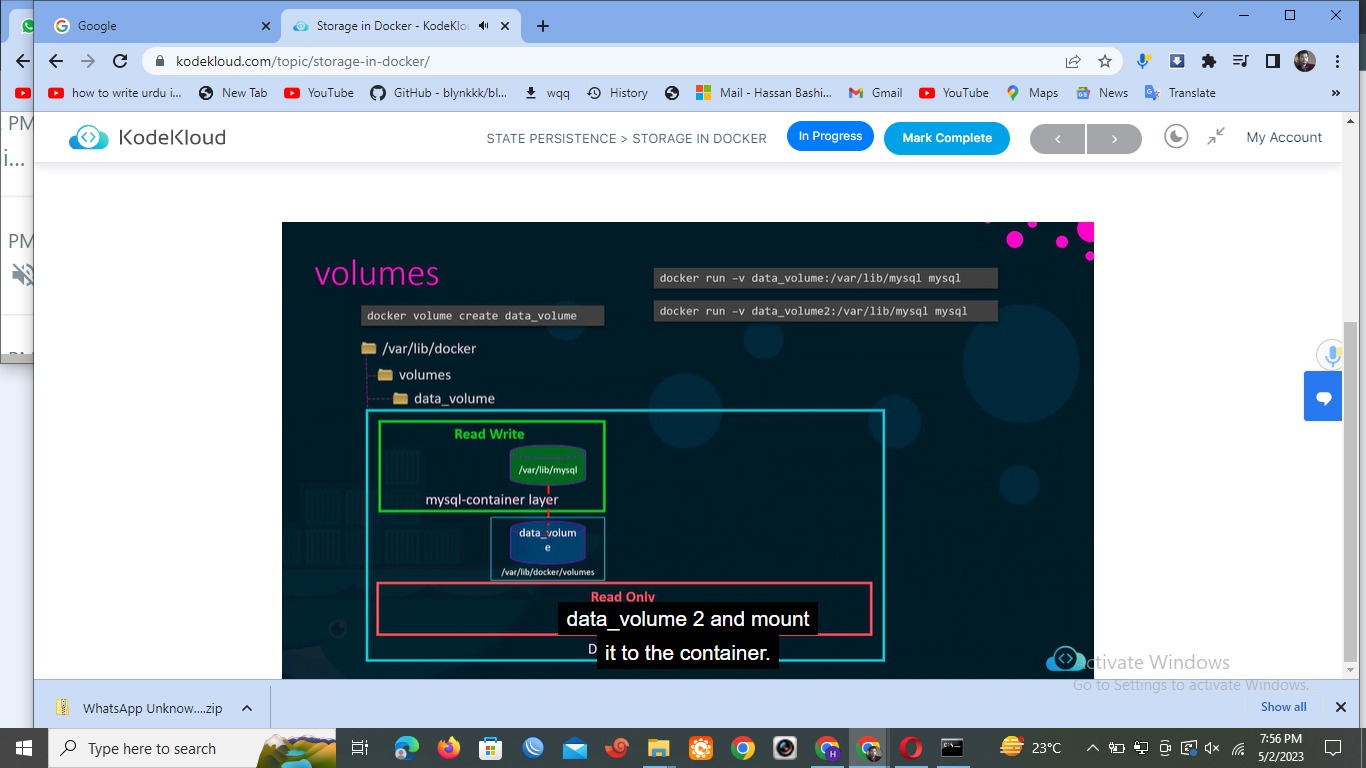 Google
Storage in Docker - KodeKlo
kodekloud.com/topic/storage-in-docker/
how to write urdu i...
New Tab
YouTube
GitHub - blynkkk/bl...
wqq
History
Mail - Hassan Bashi...
Gmail
YouTube
Maps
News
Translate
»
PM
i...
PM
KodeKloud
STATE PERSISTENCE > STORAGE IN DOCKER
In Progress
Mark Complete
My Account
volumes
docker run -v data_volume:/var/lib/mysql mysql
docker run -v data_volume2:/var/lib/mysql mysql
docker volume create data_volume
/var/lib/docker
volumes
data_volume
Read Write
/var/lib/mysql
mysql-container layer
data_volum
e
/var/lib/docker/volumes
Read Only
data_volume 2 and mount
D
it to the container.
Activate Windows
Go to Settings to activate Windows.
WhatsApp Unknow....zip
Show all
Type here to search
23°C
7:56 PM
5/2/2023